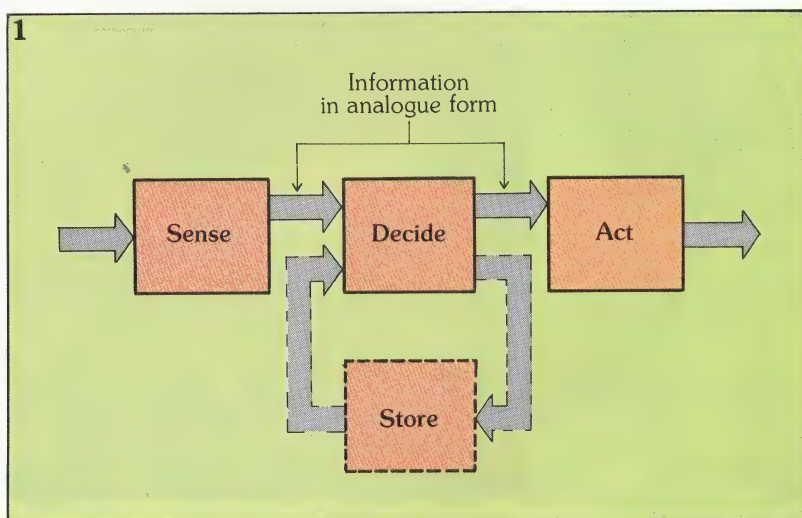 1
Information
in analogue form
Sense
Decide
Act
Store